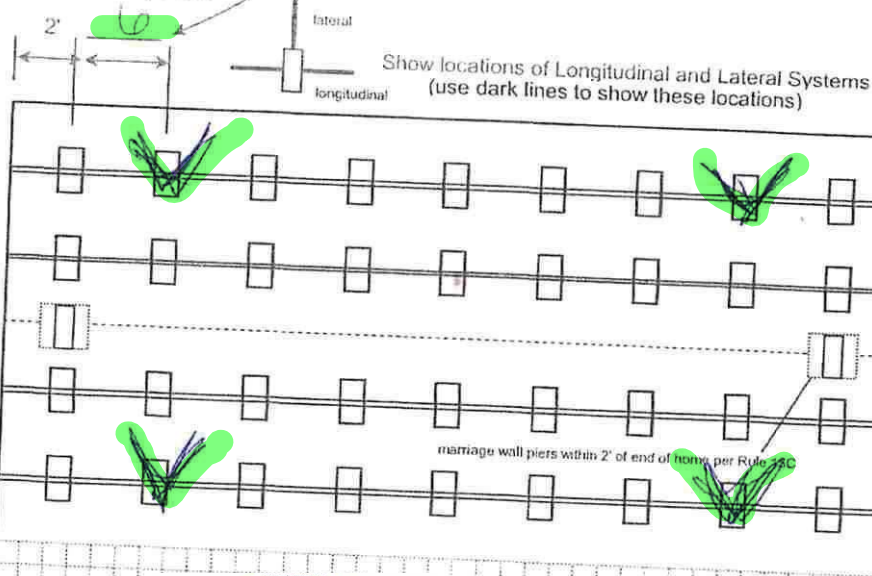 2' 6
lateral
longitudinal
Show locations of Longitudinal and Lateral Systems
(use dark lines to show these locations)
marriage wall piers within 2' of end of home per Rule 15C